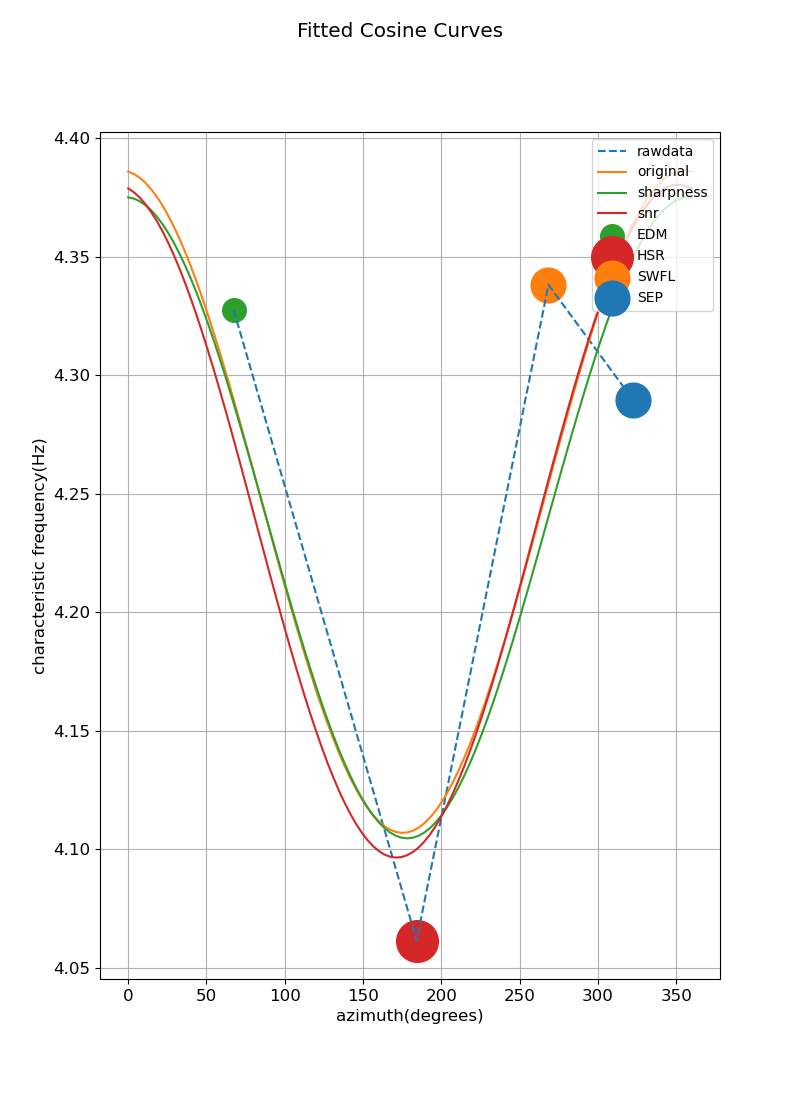 Fitted Cosine Curves
4.40
4.35
4.30
4.25
4.20
4.15
4.10
4.05
characteristic frequency(Hz)
rawdata
original
sharpness
snr
EDM
HSR
SWFL
SEP
0 50 100 150 200 250 300 350
azimuth(degrees)